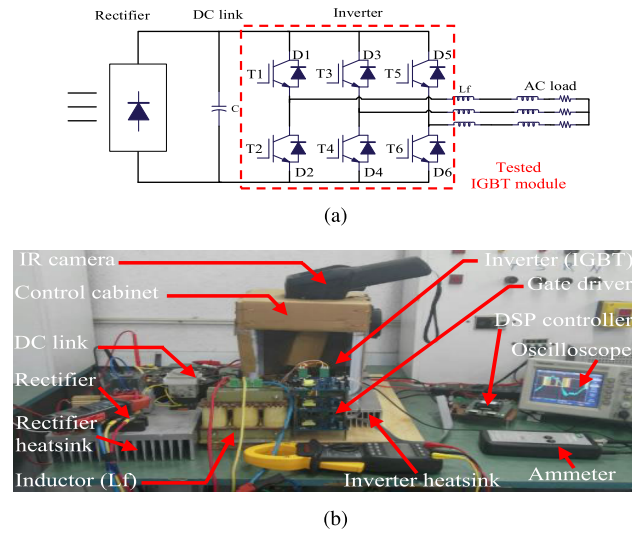 Rectifier DC link Inverter
D1 D3 D5
T1 T3 T5
Lf AC load
C
T2 T4 T6
D2 D4 D6
Tested
IGBT module
(a)
IR camera
Control cabinet
DC link
Rectifier
Rectifier
heatsink
Inductor (Lf)
Inverter (IGBT)
Gate driver
DSP controller
Oscilloscope
Inverter heatsink
Ammeter
(b)